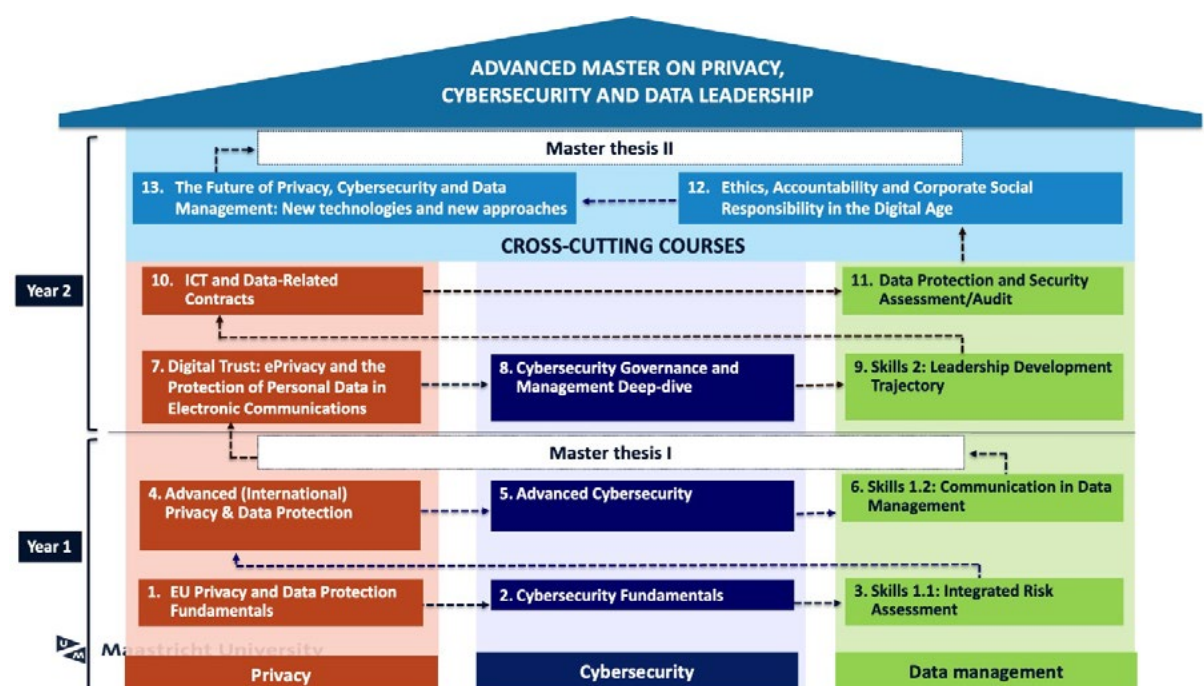 ADVANCED MASTER ON PRIVACY,
CYBERSECURITY AND DATA LEADERSHIP
Master thesis II
13. The Future of Privacy, Cybersecurity and Data
Management: New technologies and new approaches
12. Ethics, Accountability and Corporate Social
Responsibility in the Digital Age
CROSS-CUTTING COURSES
Year 2
10. ICT and Data-Related
Contracts
11. Data Protection and Security
Assessment/Audit
7. Digital Trust: ePrivacy and the
Protection of Personal Data in
Electronic Communications
8. Cybersecurity Governance and
Management Deep-dive
9. Skills 2: Leadership Development
Trajectory
Master thesis I
Year 1
4. Advanced (International)
Privacy & Data Protection
5. Advanced Cybersecurity
6. Skills 1.2: Communication in Data
Management
1. EU Privacy and Data Protection
Fundamentals
2. Cybersecurity Fundamentals
3. Skills 1.1: Integrated Risk
Assessment
UM Maastricht University
Privacy
Cybersecurity
Data management